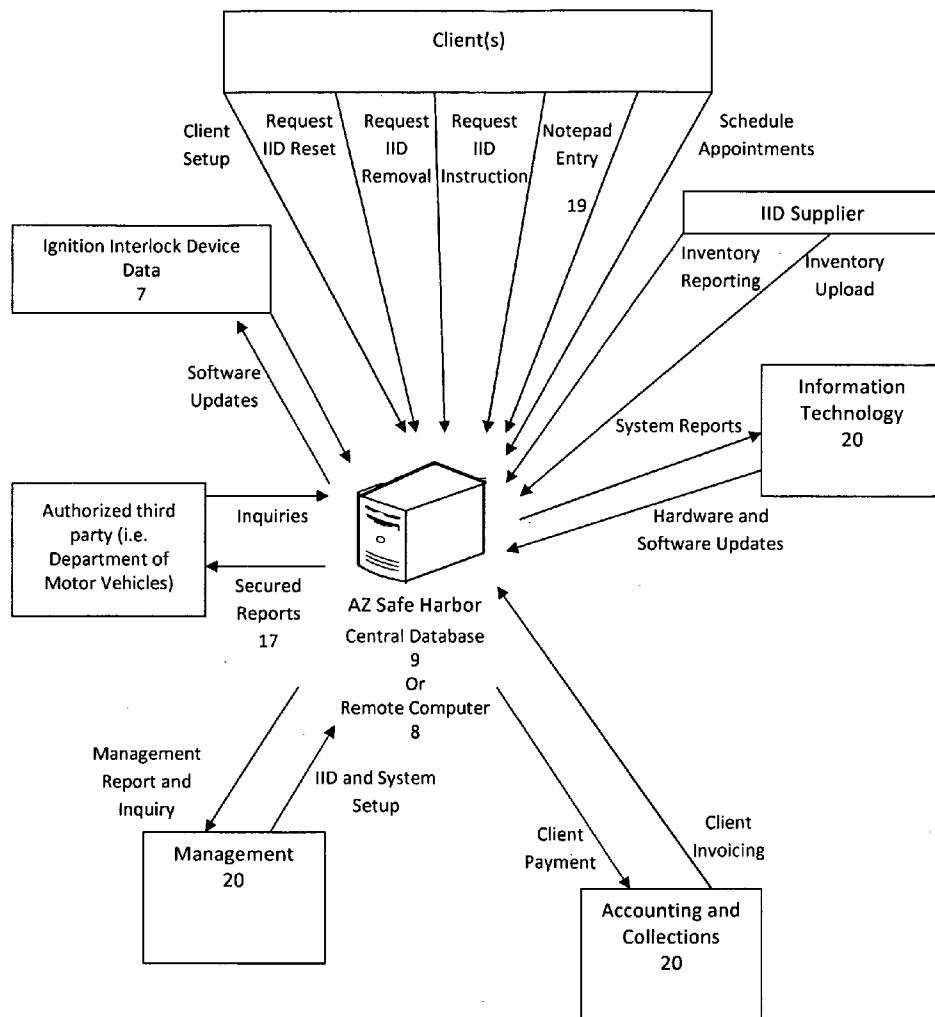 Client(s)
Client
Setup
Request
IID Reset
Request
IID
Removal
Request
IID
Instruction
Notepad
Entry
19
Schedule
Appointments
IID Supplier
Inventory
Reporting
Inventory
Upload
Ignition Interlock Device
Data
7
Software
Updates
Information
Technology
20
System Reports
Hardware and
Software Updates
Authorized third
party (i.e.
Department of
Motor Vehicles)
Inquiries
Secured
Reports
17
AZ Safe Harbor
Central Database
9
Or
Remote Computer
8
Management
Report and
Inquiry
IID and System
Setup
Management
20
Client
Payment
Client
Invoicing
Accounting and
Collections
20